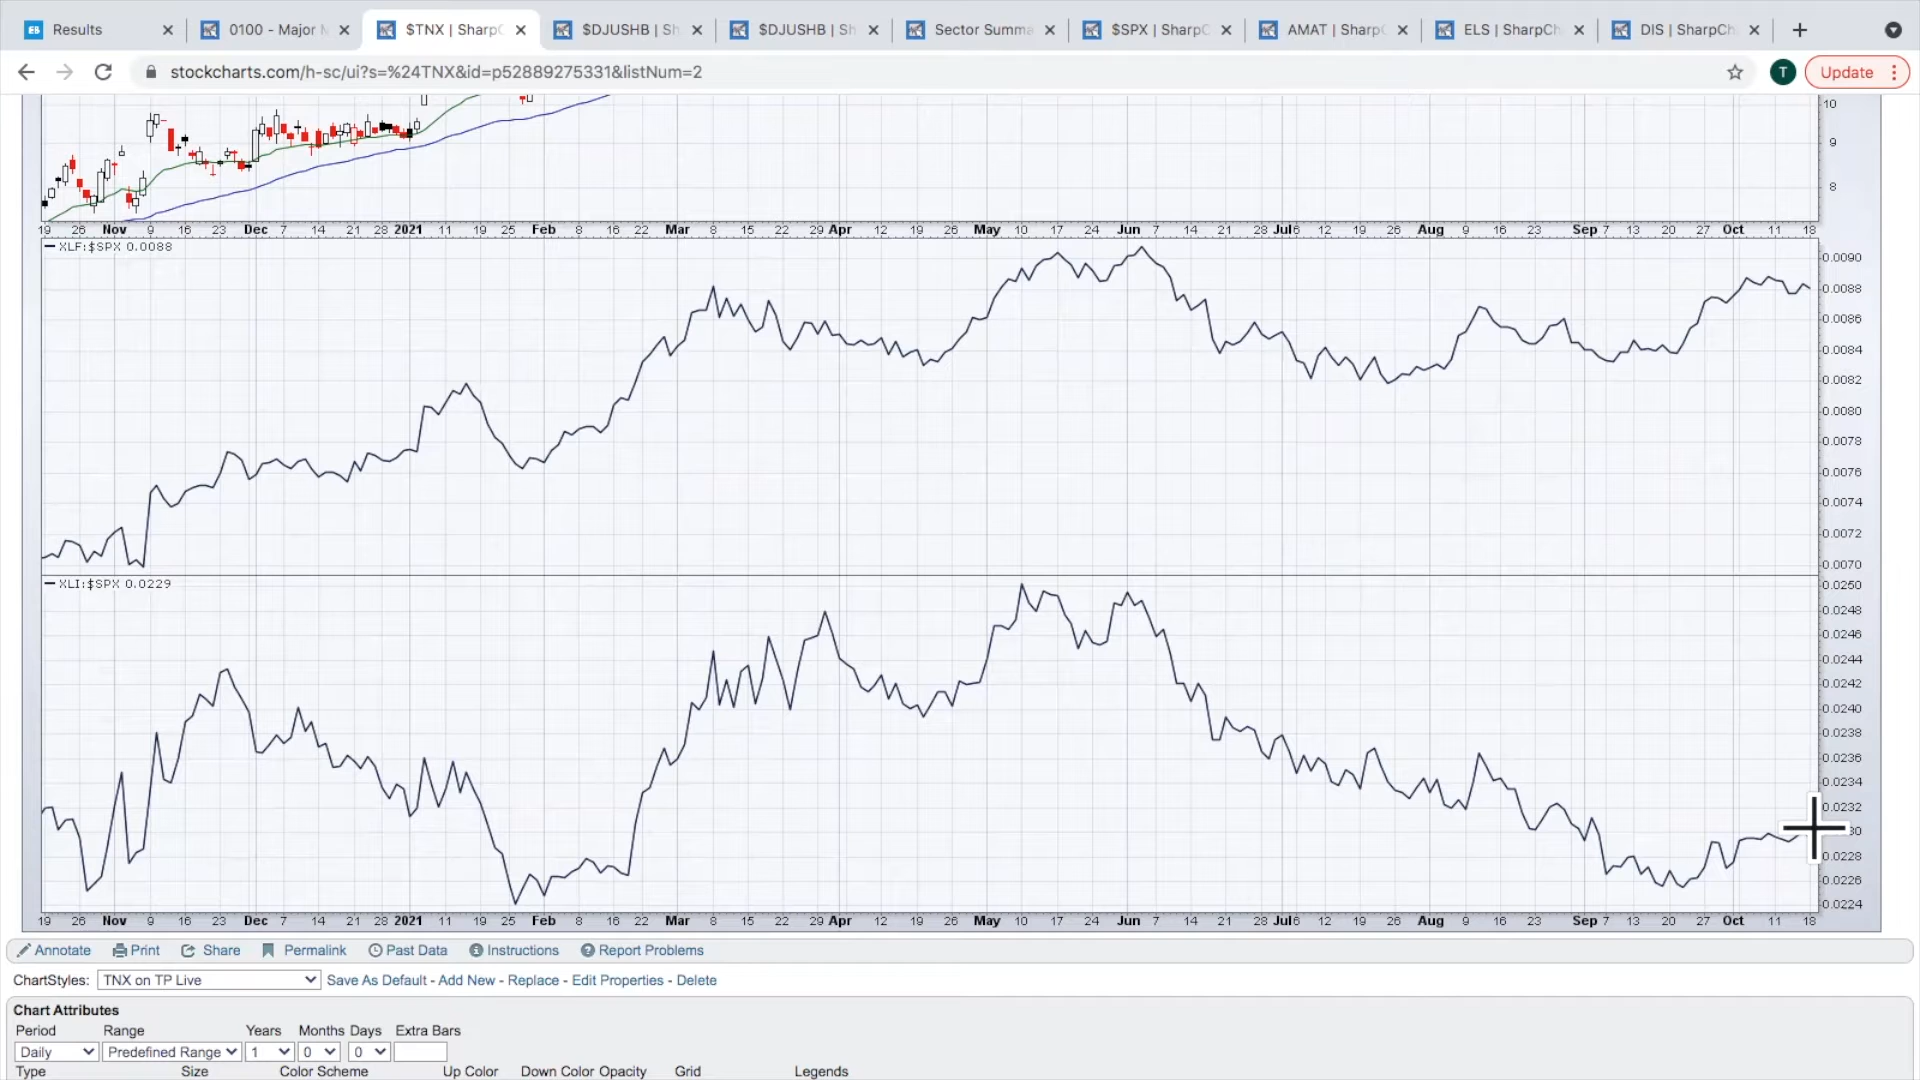 Results
0100 - Major M
$TNX | SharpC
$DJUSHB | Sh
$DJUSHB | Sh
Sector Summa
$SPX | SharpC
AMAT | SharpC
ELS | SharpCh
DIS | SharpCha
stockcharts.com/h-sc/ui?s=%24TNX&id=p52889275331&listNum=2
T
Update
10
9
8
19 26 Nov 9 16 23 Dec 7 14 21 28 2021 11 19 25 Feb 8 16 22 Mar 8 15 22 29 Apr 12 19 26 May 10 17 24 Jun 7 14 21 28 Jul 6 12 19 26 Aug 9 16 23 Sep 7 13 20 27 Oct 11 18
XLF:$SPX 0.0088
0.0090
0.0088
0.0086
0.0084
0.0082
0.0080
0.0078
0.0076
0.0074
0.0072
0.0070
XLI:$SPX 0.0229
0.0250
0.0248
0.0246
0.0244
0.0242
0.0240
0.0238
0.0236
0.0234
0.0232
30
0.0228
0.0226
0.0224
19 26 Nov 9 16 23 Dec 7 14 21 28 2021 11 19 25 Feb 8 16 22 Mar 8 15 22 29 Apr 12 19 26 May 10 17 24 Jun 7 14 21 28 Jul 6 12 19 26 Aug 9 16 23 Sep 7 13 20 27 Oct 11 18
Annotate Print Share Permalink Past Data Instructions Report Problems
ChartStyles: TNX on TP Live Save As Default - Add New - Replace - Edit Properties - Delete
Chart Attributes
Period Range Years Months Days Extra Bars
Daily Predefined Range 1 0 0
Type Size Color Scheme Up Color Down Color Opacity Grid Legends